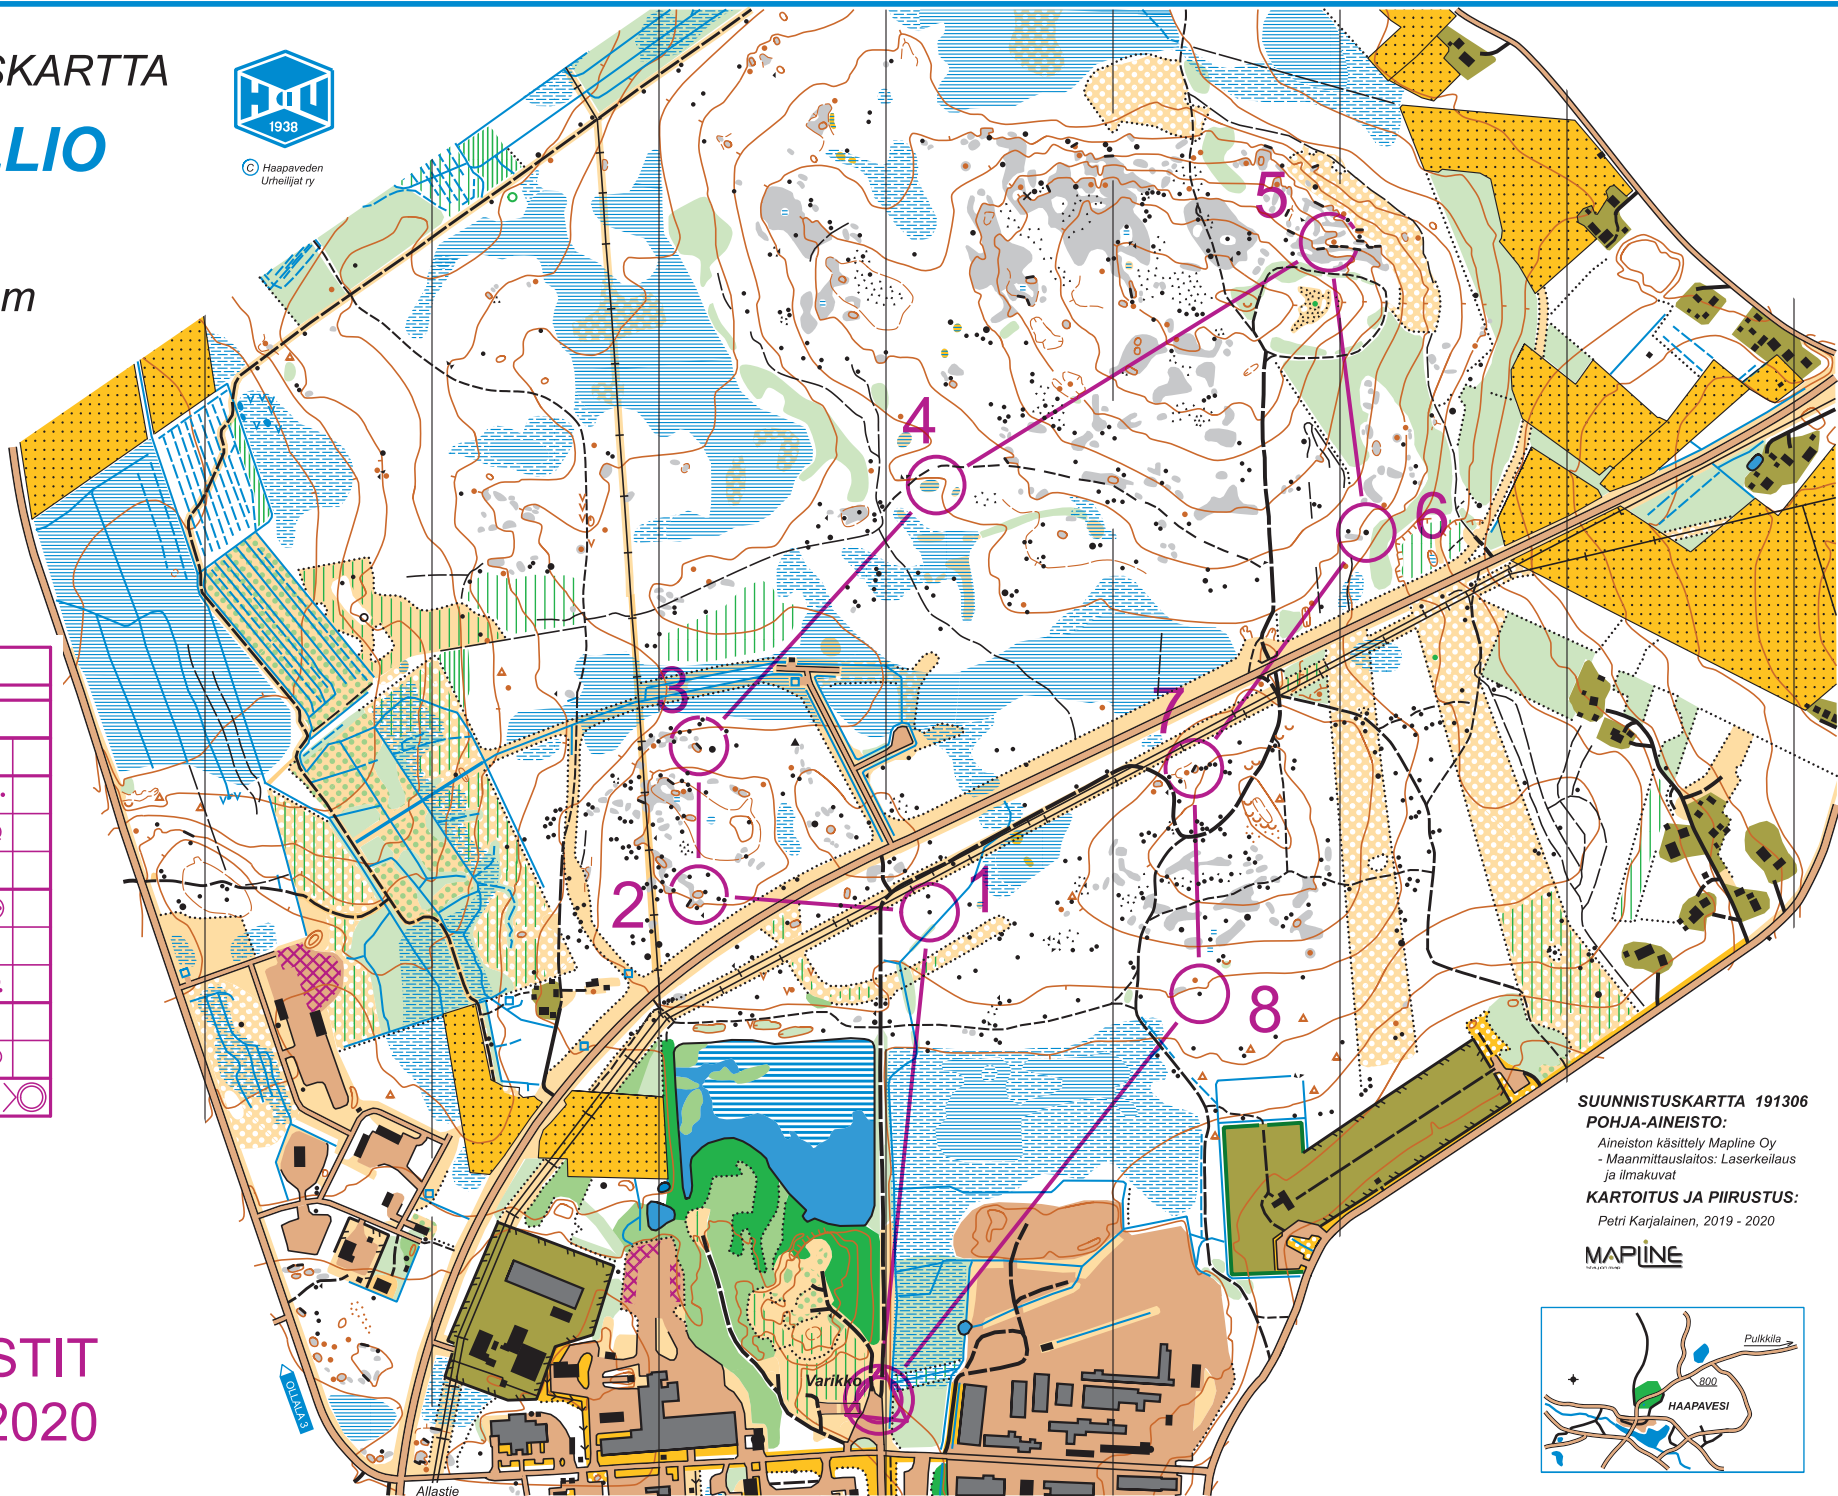 SKARTTA
LLIO
HaU
1938
C Haapaveden
Urheilijat ry
m
5
4
6
3
7
2
1
8
SUUNNISTUSKARTTA 191306
POHJA-AINEISTO:
Aineiston käsittely Mapline Oy
- Maanmittauslaitos: Laserkeilaus
ja ilmakuvat
KARTOITUS JA PIIRUSTUS:
Petri Karjalainen, 2019 - 2020
MAPLINE
Pulkkila
800
HAAPAVESI
STIT
2020
OLLALA 3
Varikko
Allastie